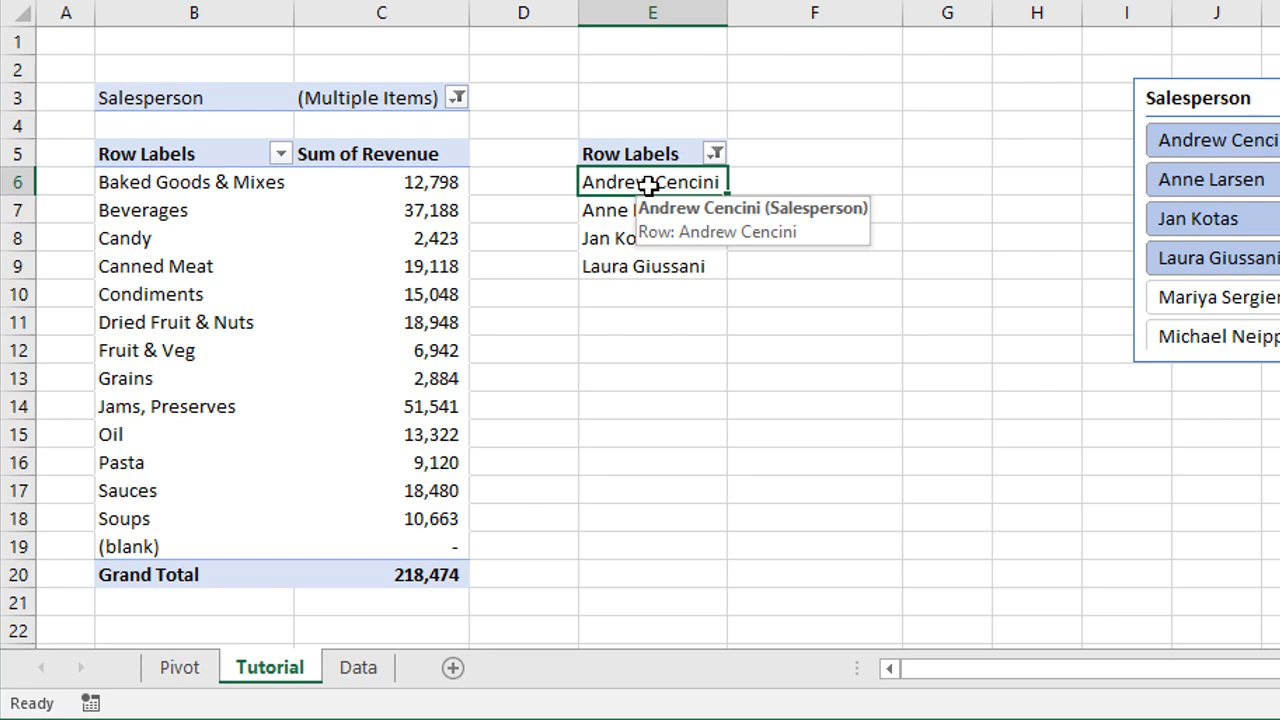 A B C D E F G H I J
1
2
3 Salesperson (Multiple Items)
4
5 Row Labels Sum of Revenue Row Labels
6 Baked Goods & Mixes 12,798 Andrew Cencini
7 Beverages 37,188 Anne
8 Candy 2,423 Jan Ko
9 Canned Meat 19,118 Laura Giussani
10 Condiments 15,048
11 Dried Fruit & Nuts 18,948
12 Fruit & Veg 6,942
13 Grains 2,884
14 Jams, Preserves 51,541
15 Oil 13,322
16 Pasta 9,120
17 Sauces 18,480
18 Soups 10,663
19 (blank) -
20 Grand Total 218,474
21
22
Andrew Cencini (Salesperson)
Row: Andrew Cencini
Salesperson
Andrew Cenci
Anne Larsen
Jan Kotas
Laura Giussani
Mariya Sergie
Michael Neipp
Pivot Tutorial Data
Ready